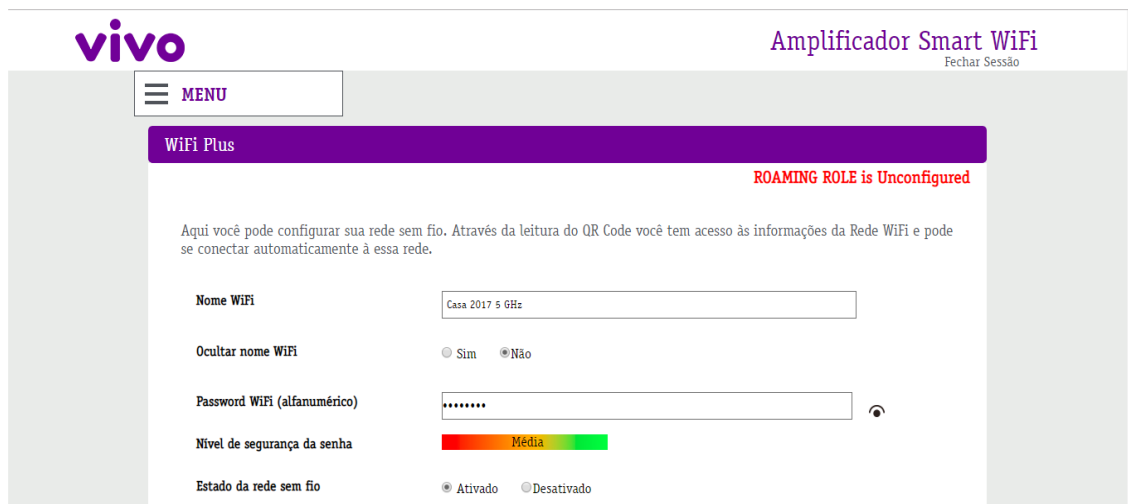 vivo
Amplificador Smart WiFi
Fechar Sessão
MENU
WiFi Plus
ROAMING ROLE is Unconfigured
Aqui você pode configurar sua rede sem fio. Através da leitura do QR Code você tem acesso às informações da Rede WiFi e pode
se conectar automaticamente à essa rede.
Nome WiFi
Casa 2017 5 GHz
Ocultar nome WiFi
Sim Não
Password WiFi (alfanumérico)
••••••••
Nível de segurança da senha
Média
Estado da rede sem fio
Ativado Desativado